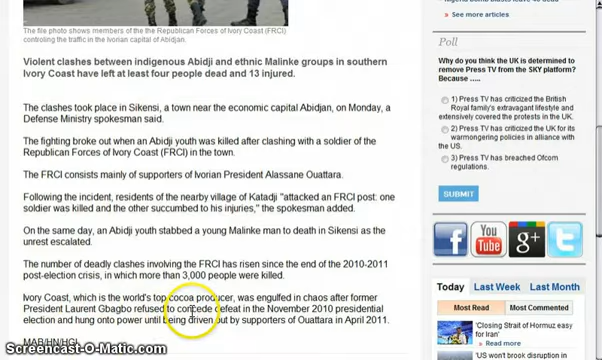 The file photo shows members of the the Republican Forces of Ivory Coast (FRCI)
controling the traffic in the Ivorian capital of Abidjan.
Violent clashes between indigenous Abidji and ethnic Malinke groups in southern
Ivory Coast have left at least four people dead and 13 injured.
The clashes took place in Sikensi, a town near the economic capital Abidjan, on Monday, a
Defense Ministry spokesman said.
The fighting broke out when an Abidji youth was killed after clashing with a soldier of the
Republican Forces of Ivory Coast (FRCI) in the town.
The FRCI consists mainly of supporters of Ivorian President Alassane Ouattara.
Following the incident, residents of the nearby village of Katadji "attacked an FRCI post: one
soldier was killed and the other succumbed to his injuries," the spokesman added.
On the same day, an Abidji youth stabbed a young Malinke man to death in Sikensi as the
unrest escalated.
The number of deadly clashes involving the FRCI has risen since the end of the 2010-2011
post-election crisis, in which more than 3,000 people were killed.
Ivory Coast, which is the world's top cocoa producer, was engulfed in chaos after former
President Laurent Gbagbo refused to concede defeat in the November 2010 presidential
election and hung onto power until being driven out by supporters of Ouattara in April 2011.
MAB/HN/HGL
Screencast-O-Matic.com
See more articles
Poll
Why do you think the UK is determined to
remove Press TV from the SKY platform?
Because .....
1) Press TV has criticized the British
Royal family's extravagant lifestyle and
extensively covered the protests in the UK.
2) Press TV has criticized the UK for its
warmongering policies in alliance with
the US.
3) Press TV has breached Ofcom
regulations.
SUBMIT
f You Tube g+ t
Today Last Week Last Month
Most Read Most Commented
'Closing Strait of Hormuz easy
for Iran'
Read more